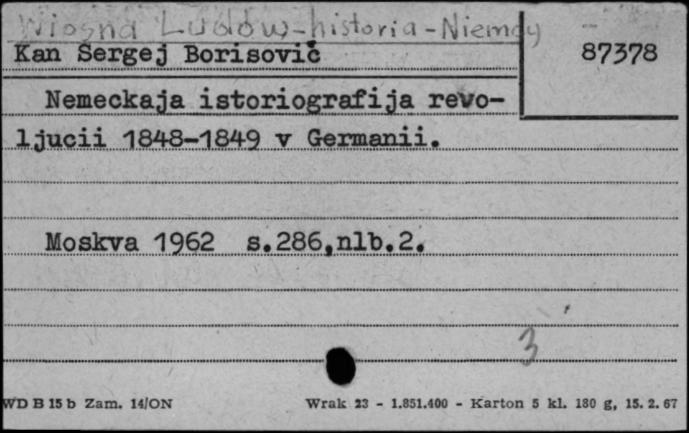 Wiosna Ludów-historia-Niemcy
Kan Sergej Borisovič
87378
Nemeckaja istoriografija revo-
ljucii 1848-1849 v Germanii.
Moskva 1962 s.286,nlb.2.
3
WD B 15 b Zam. 14/ON
Wrak 23 - 1.851.400 - Karton 5 kl. 180 g, 15. 2. 67